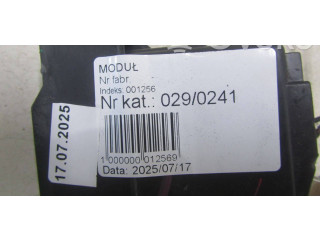 MODUŁ
Nr fabr.
Indeks: 001256
Nr kat.: 029/0241
1 000000 012569
Data: 2025/07/17
17.07.2025